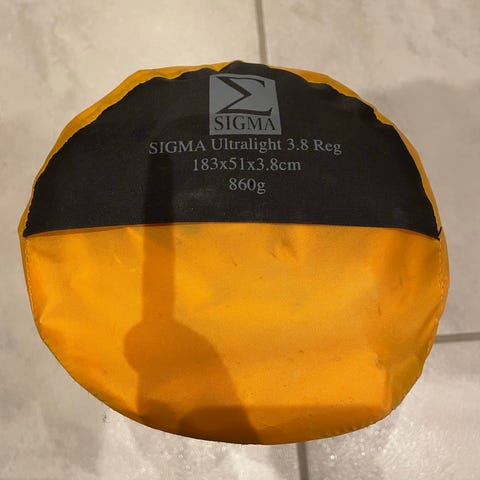 Σ
SIGMA
SIGMA Ultralight 3.8 Reg
183x51x3.8cm
860g